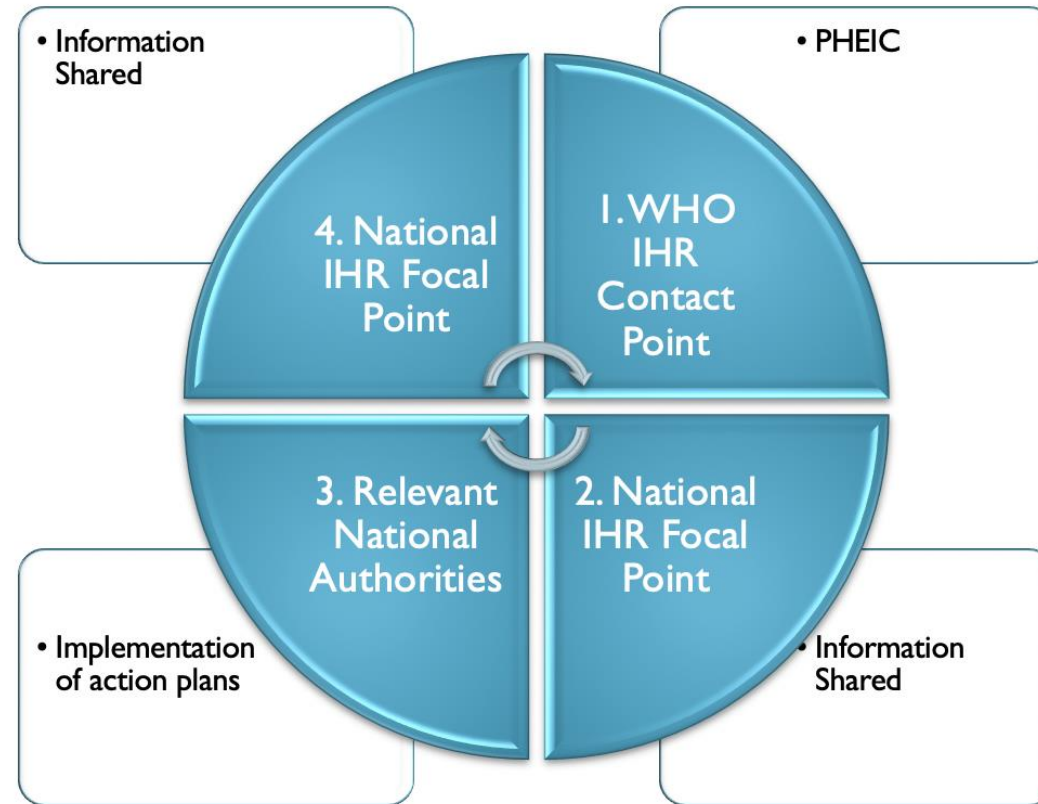 • Information
Shared
• PHEIC
4. National
IHR Focal
Point
1. WHO
IHR
Contact
Point
3. Relevant
National
Authorities
2. National
IHR Focal
Point
• Implementation
of action plans
• Information
Shared